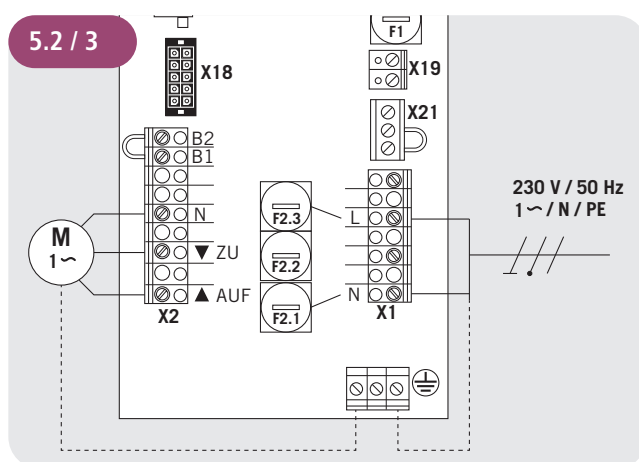 5.2 / 3
F1
X18
X19
X21
B2
B1
N
M
1~
▼ ZU
▲ AUF
X2
F2.3
F2.2
F2.1
L
N
X1
230 V / 50 Hz
1~/ N / PE